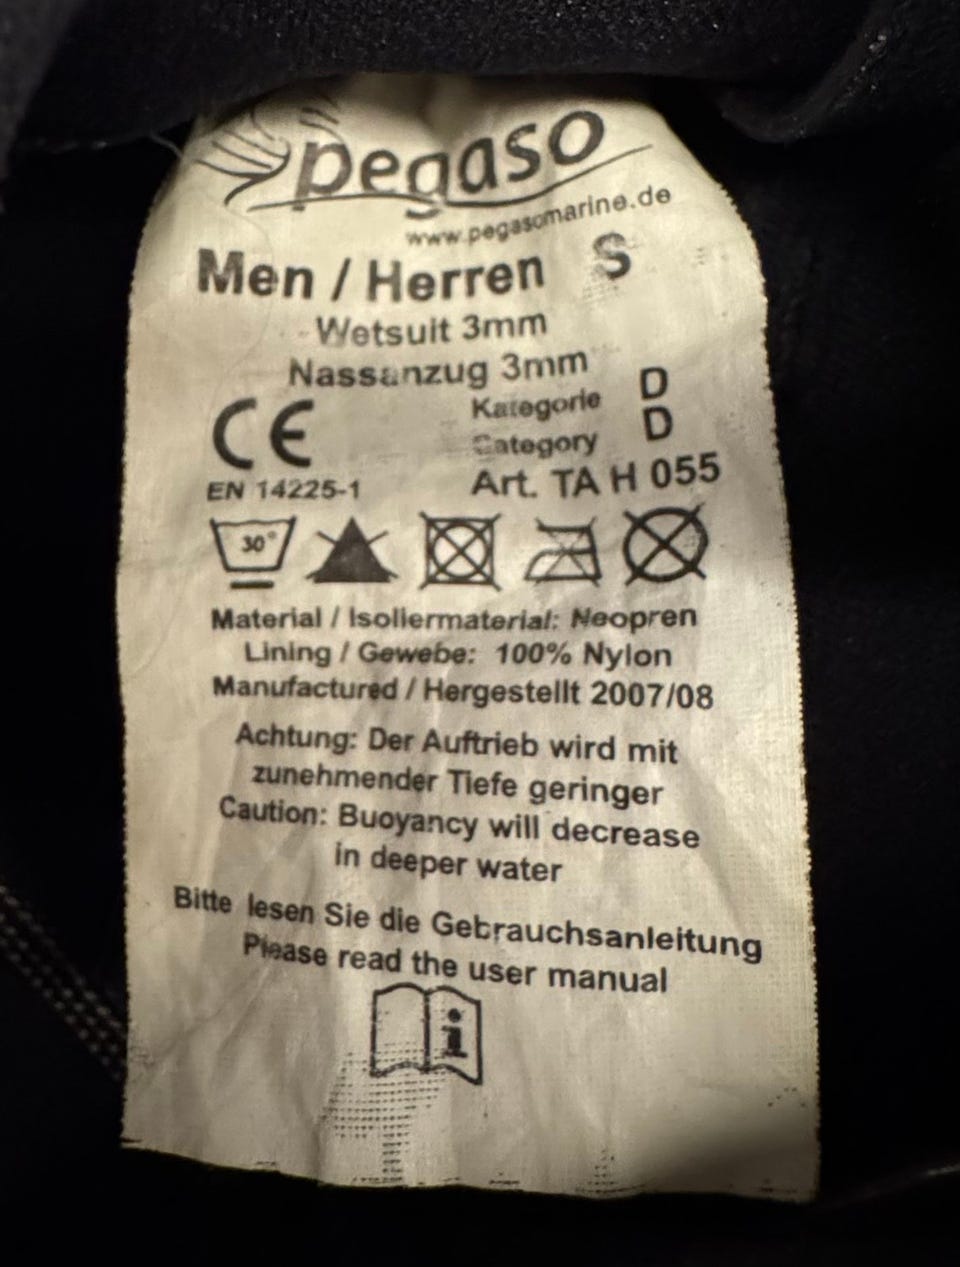 pegaso
www.pegasomarine.de
Men / Herren S
Wetsuit 3mm
Nassanzug 3mm
CE Kategorie D
Category D
EN 14225-1 Art. TA H 055
30°
Material / Isoliermaterial: Neopren
Lining / Gewebe: 100% Nylon
Manufactured / Hergestellt 2007/08
Achtung: Der Auftrieb wird mit
zunehmender Tiefe geringer
Caution: Buoyancy will decrease
in deeper water
Bitte lesen Sie die Gebrauchsanleitung
Please read the user manual
i